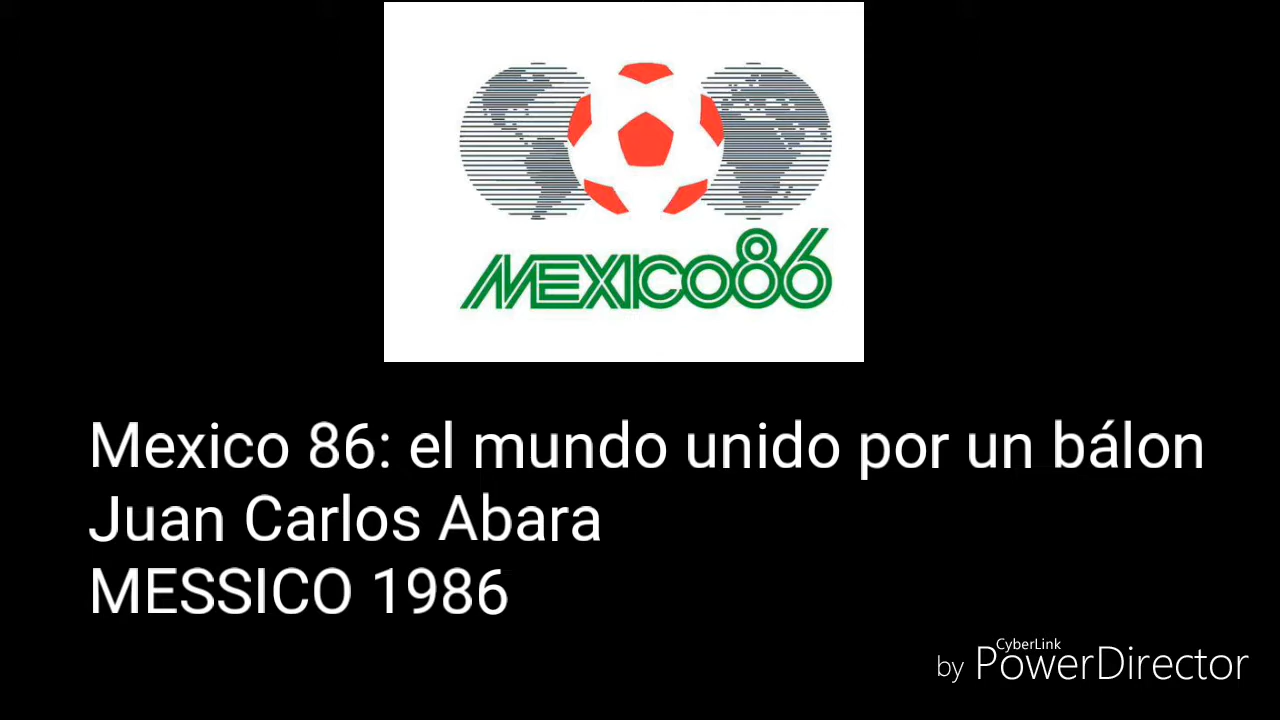 MEXICO86
Mexico 86: el mundo unido por un bálon
Juan Carlos Abara
MESSICO 1986
CyberLink
by PowerDirector